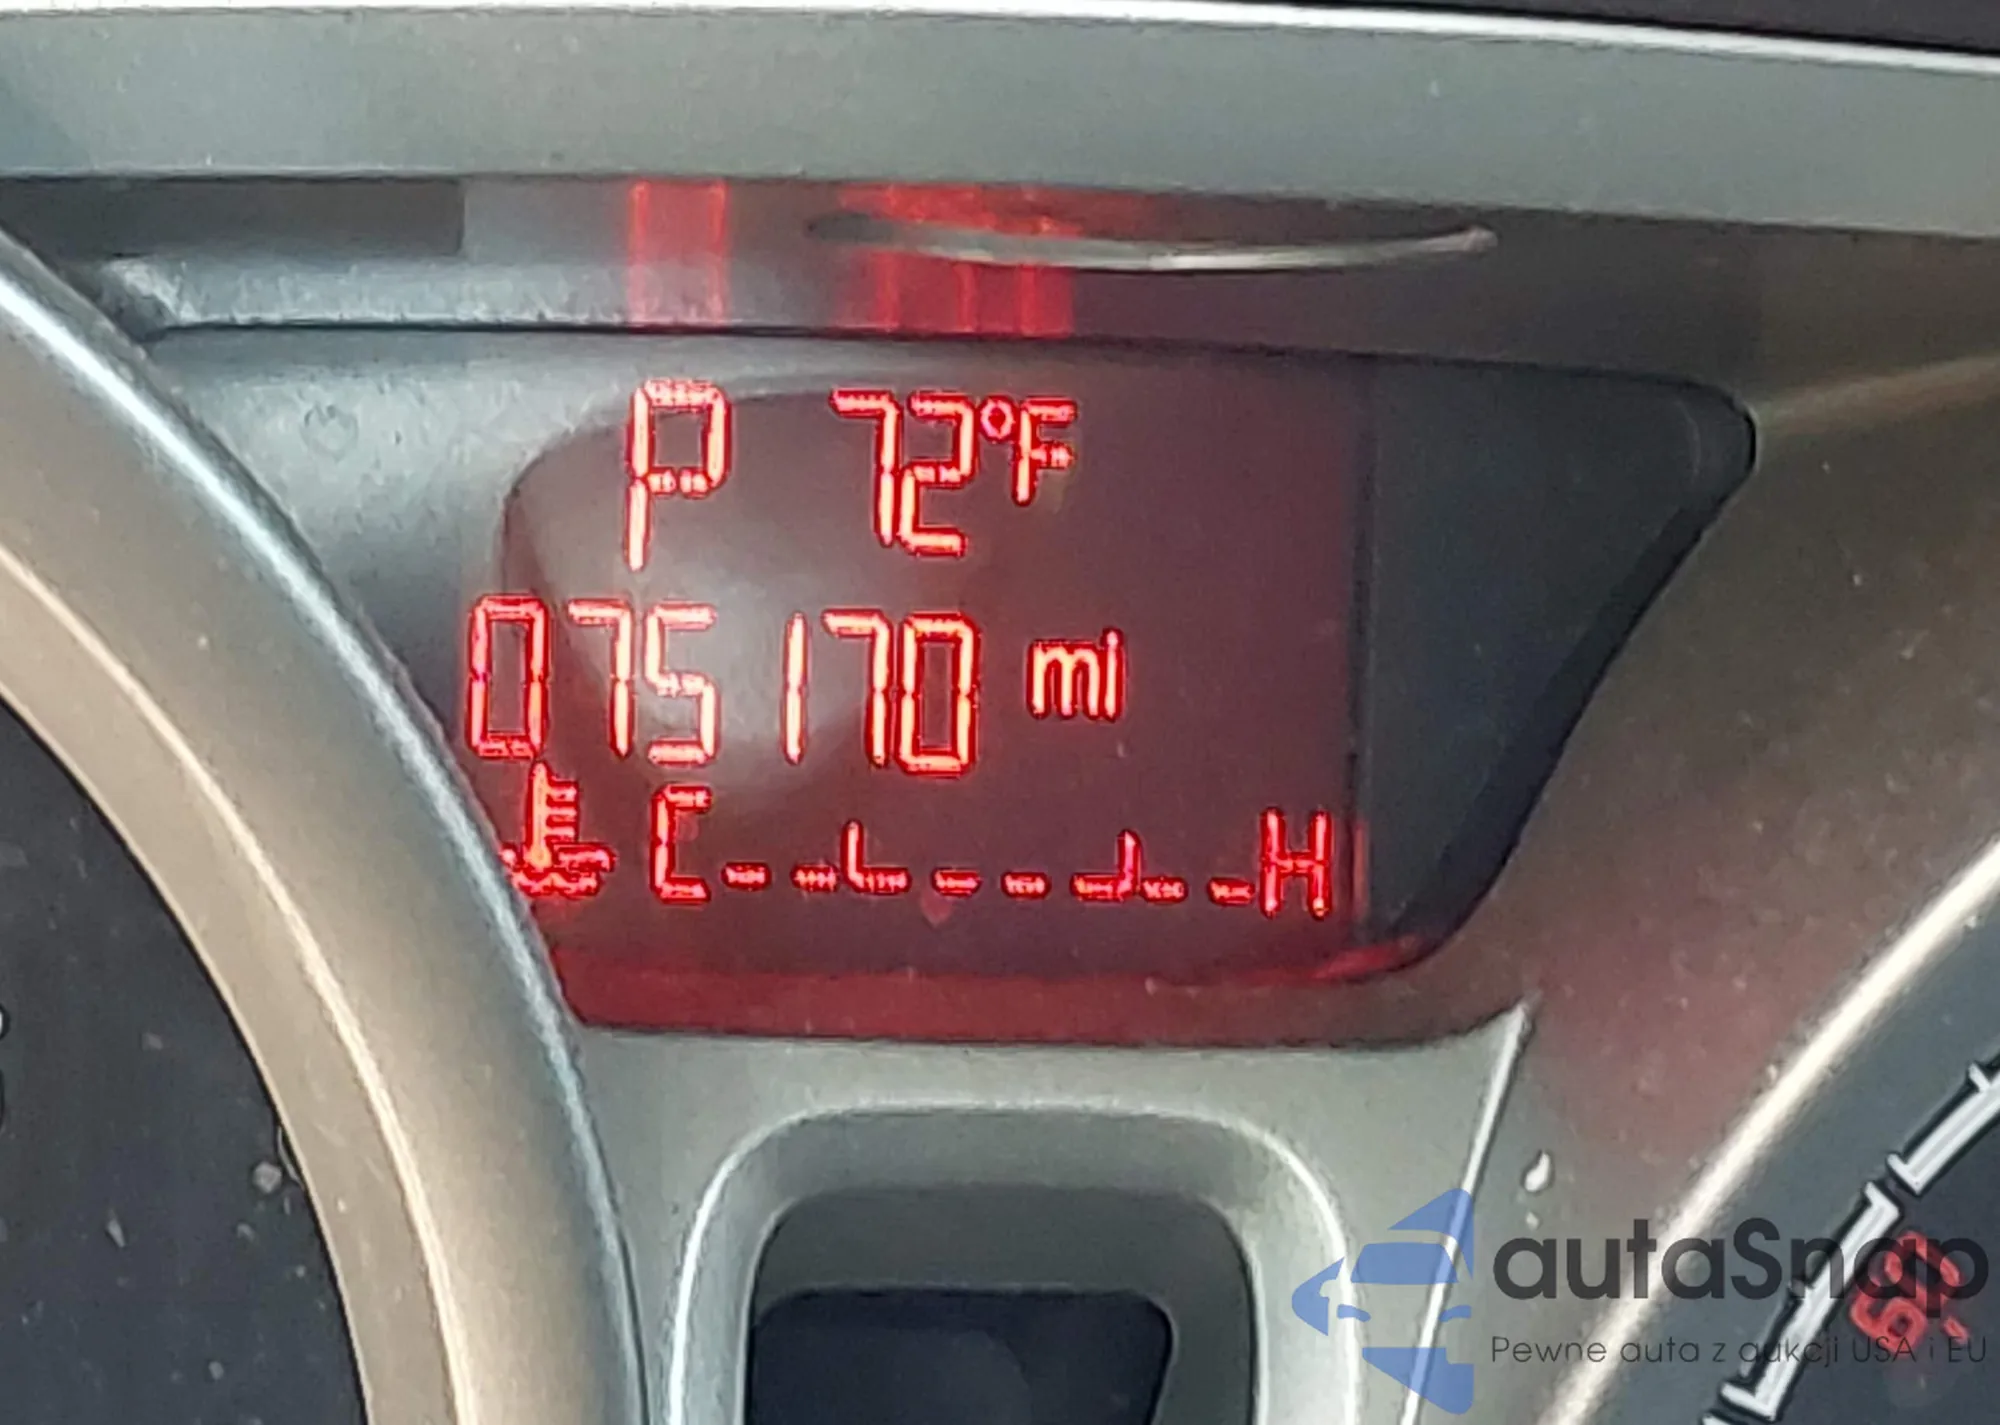 P 72°F
075170 mi
C H
autaSnap
Pewne auta z aukcji USA i EU